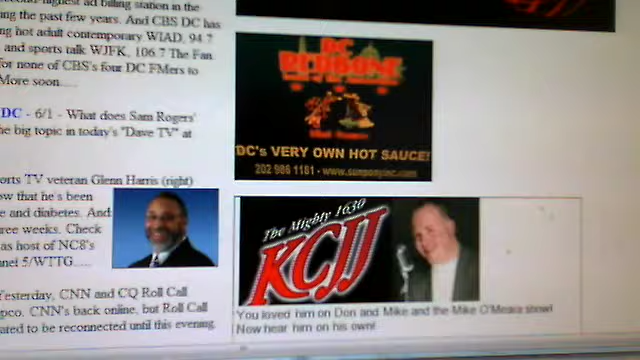 second-highest ad billing station in the
ing the past few years. And CBS DC has
ng hot adult contemporary WIAD, 94.7
and sports talk WJFK, 106.7 The Fan
for none of CBS's four DC FMers to
More soon.....
DC - 6/1 - What does Sam Rogers'
he big topic in today's "Dave TV" at
orts TV veteran Glenn Harris (right)
ow that he's been
e and diabetes. And
ree weeks. Check
as host of NC8's
nel 5/WTTG.....
Yesterday, CNN and CQ Roll Call
pco. CNN's back online, but Roll Call
ated to be reconnected until this evening
DC
REDBONE
DC's VERY OWN HOT SAUCE!
202 986 1181 - www.
The Mighty 1630
KCJJ
You loved him on Don and Mike and the Mike O'Meara show!
Now hear him on his own!